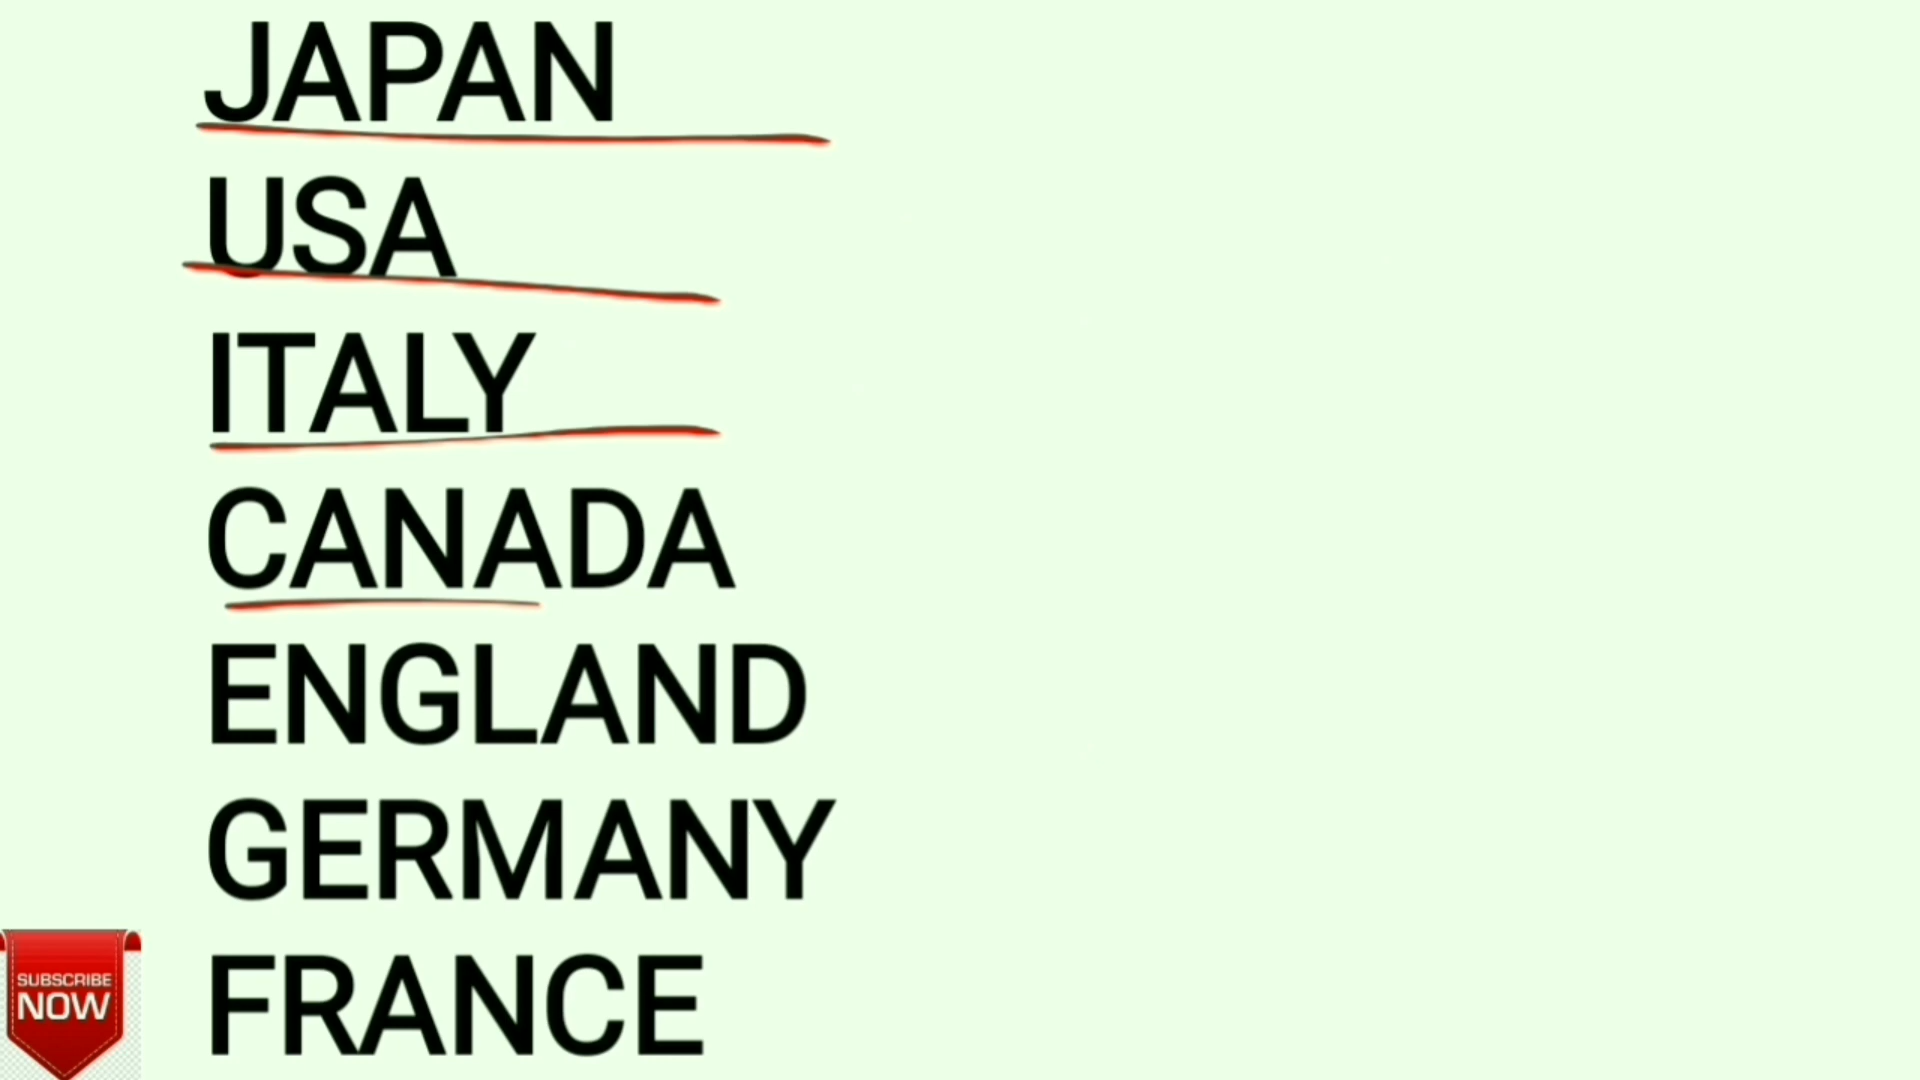 JAPAN
USA
ITALY
CANADA
ENGLAND
GERMANY
FRANCE
SUBSCRIBE
NOW